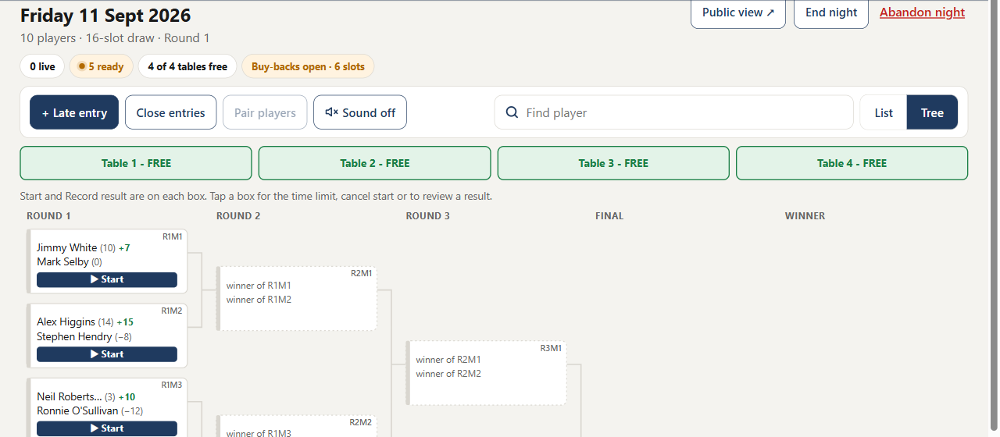 Friday 11 Sept 2026
Public view ↗
End night
Abandon night
10 players · 16-slot draw · Round 1
0 live
5 ready
4 of 4 tables free
Buy-backs open · 6 slots
+ Late entry
Close entries
Pair players
Sound off
Find player
List
Tree
Table 1 - FREE
Table 2 - FREE
Table 3 - FREE
Table 4 - FREE
Start and Record result are on each box. Tap a box for the time limit, cancel start or to review a result.
ROUND 1
ROUND 2
ROUND 3
FINAL
WINNER
R1M1
Jimmy White (10) +7
Mark Selby (0)
▶ Start
R1M2
Alex Higgins (14) +15
Stephen Hendry (−8)
▶ Start
R1M3
Neil Roberts... (3) +10
Ronnie O'Sullivan (−12)
▶ Start
R2M1
winner of R1M1
winner of R1M2
R2M2
winner of R1M3
R3M1
winner of R2M1
winner of R2M2